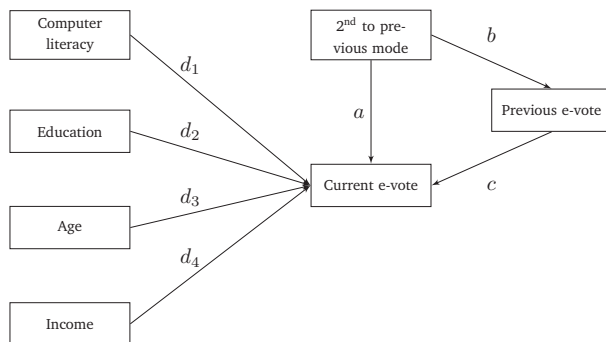 Computer
literacy
d1
Education
d2
Age
d3
Income
d4
2nd to pre-
vious mode
a
b
Previous e-vote
Current e-vote
c